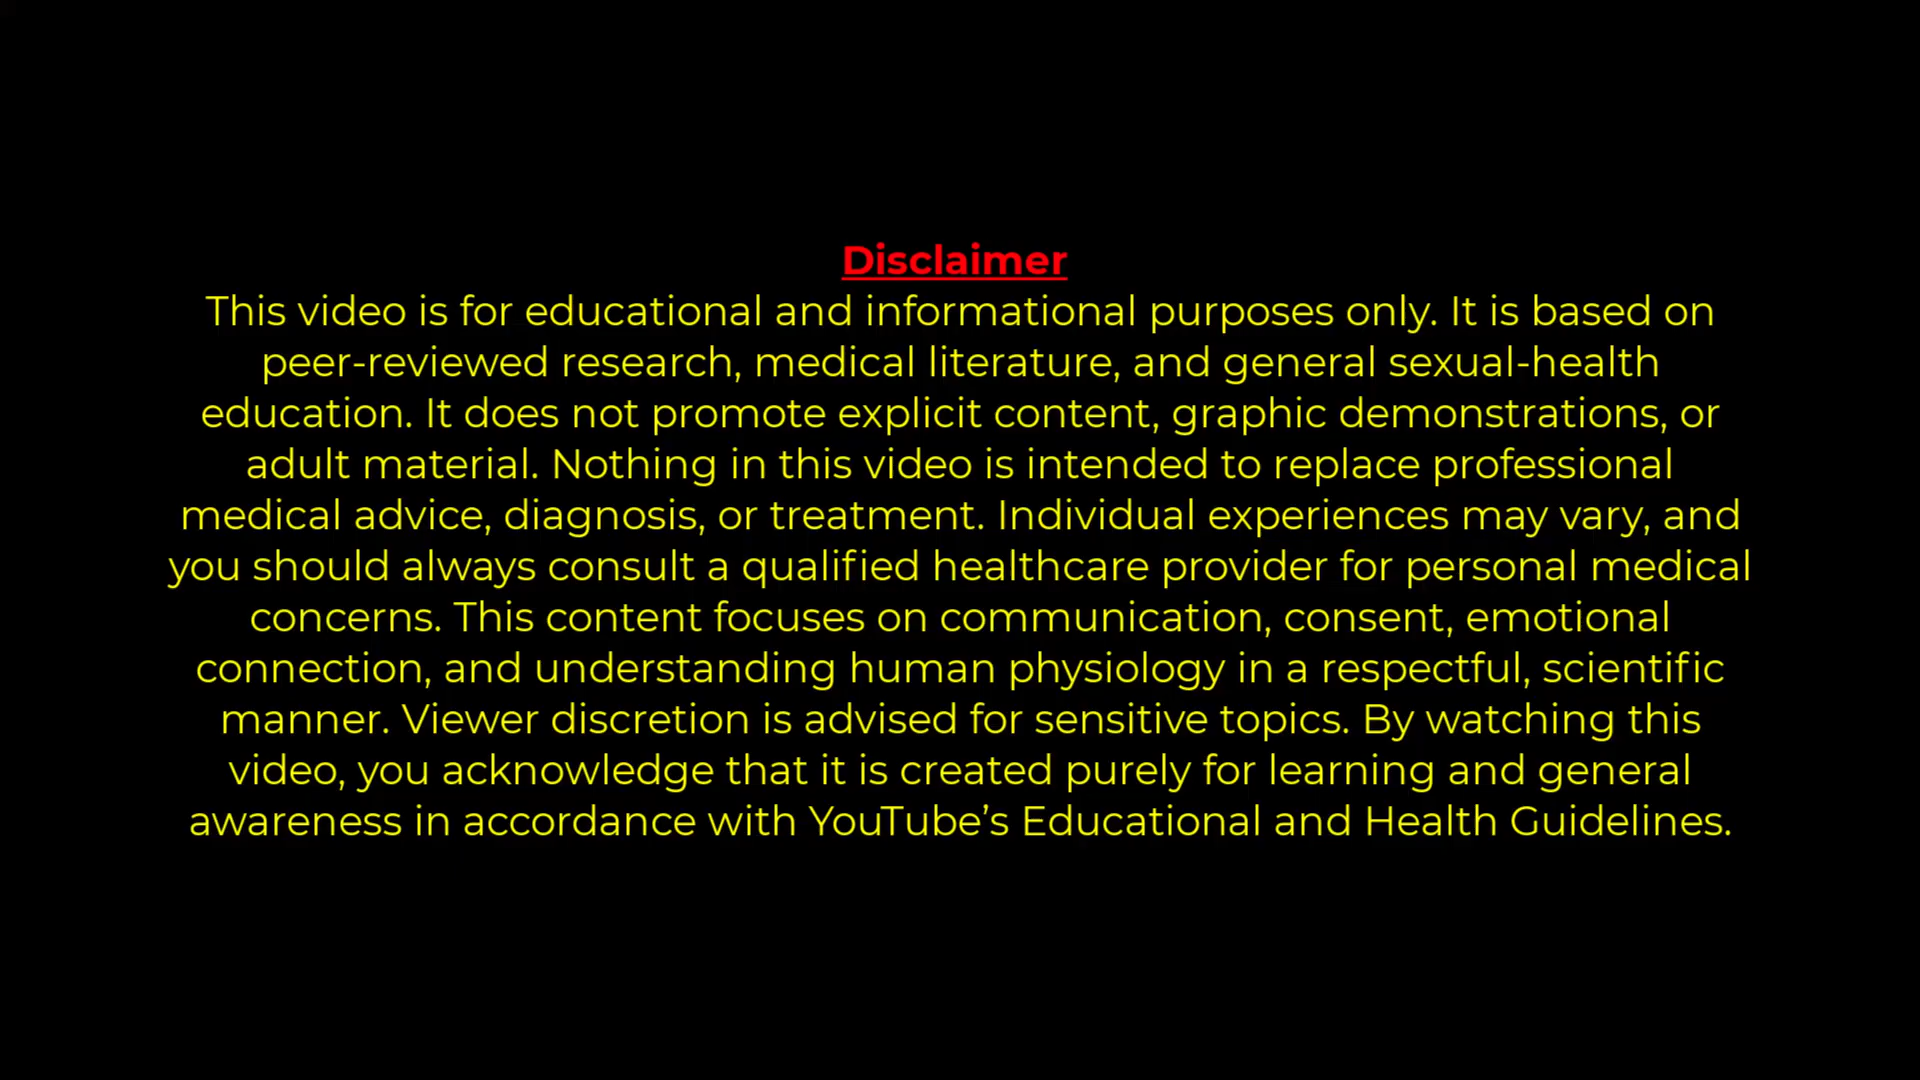 Disclaimer
This video is for educational and informational purposes only. It is based on
peer-reviewed research, medical literature, and general sexual-health
education. It does not promote explicit content, graphic demonstrations, or
adult material. Nothing in this video is intended to replace professional
medical advice, diagnosis, or treatment. Individual experiences may vary, and
you should always consult a qualified healthcare provider for personal medical
concerns. This content focuses on communication, consent, emotional
connection, and understanding human physiology in a respectful, scientific
manner. Viewer discretion is advised for sensitive topics. By watching this
video, you acknowledge that it is created purely for learning and general
awareness in accordance with YouTube’s Educational and Health Guidelines.